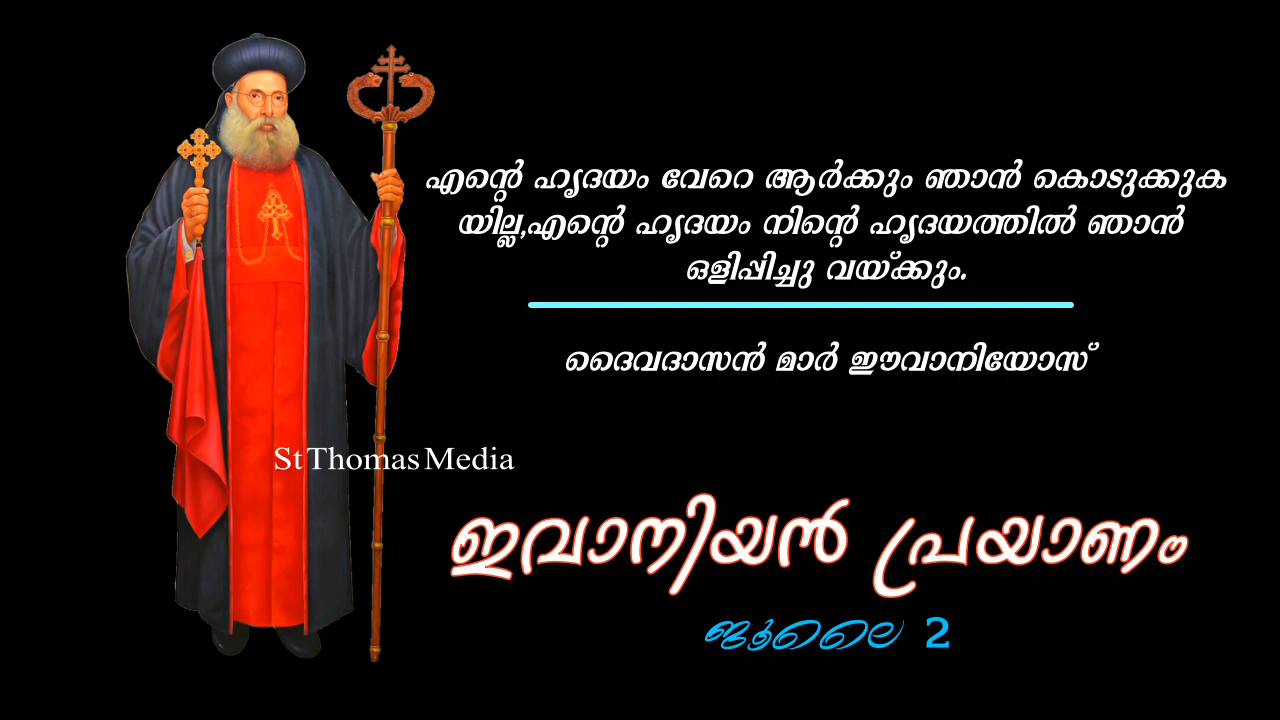 എന്റെ ഹൃദയം വേറെ ആർക്കും ഞാൻ കൊടുക്കുക
യില്ല,എന്റെ ഹൃദയം നിന്റെ ഹൃദയത്തിൽ ഞാൻ
ഒളിപ്പിച്ചു വയ്ക്കും.
ദൈവദാസൻ മാർ ഈവാനിയോസ്
St Thomas Media
ഇവാനിയൻ പ്രയാണം
ജൂലൈ 2